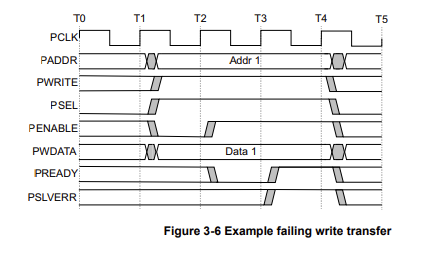 T0 T1 T2 T3 T4 T5
PCLK
PADDR Addr 1
PWRITE
PSEL
PENABLE
PWDATA Data 1
PREADY
PSLVERR
Figure 3-6 Example failing write transfer